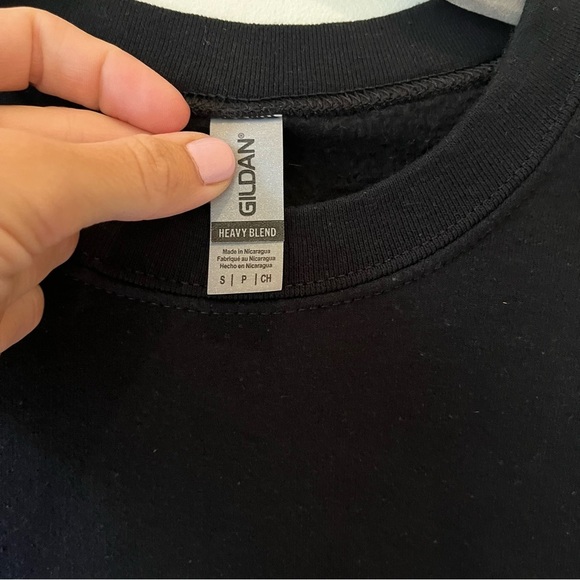 GILDAN®
HEAVY BLEND
Made in Nicaragua
Fabriqué au Nicaragua
Hecho en Nicaragua
S | P | CH